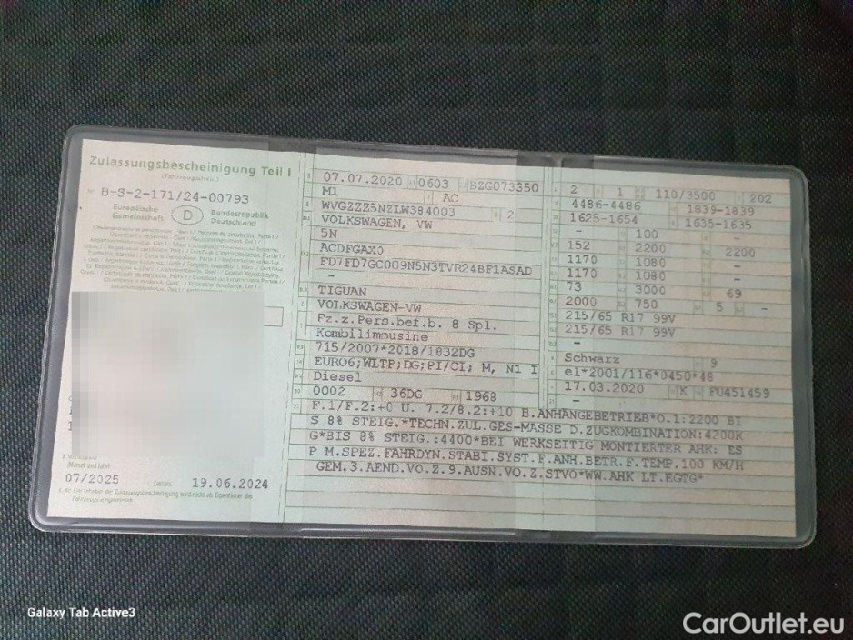 Zulassungsbescheinigung Teil I
B-S-2-171/24-00793
Europäische
Gemeinschaft
D
Bundesrepublik
Deutschland
07/2025
19.06.2024
07.07.2020 0603 BZG073350
M1 AC
WVGZZZ5NZLW384003 2
VOLKSWAGEN, VW
5N
ACDFGAX0
FD7FD7GC009N5N3TVR24BF1ASAD
-
TIGUAN
VOLKSWAGEN-VW
Fz.z.Pers.bef.b. 8 Spl.
Kombilimousine
715/2007*2018/1832DG
EURO6;WLTP;DG;PI/CI; M, N1 I
Diesel
0002 36DG 1968
2 1 110/3500 202
4486-4486 1839-1839
1625-1654 1635-1635
- 100 -
152 2200 2200
1170 1080 -
1170 1080 -
73 3000 69
2000 750 5 -
215/65 R17 99V
215/65 R17 99V
-
Schwarz 9
e1*2001/116*0450*48
17.03.2020 K FU451459
-
F.1/F.2:+0 U. 7.2/8.2:+10 B.ANHÄNGEBETRIEB*O.1:2200 BI
S 8% STEIG.*TECHN.ZUL.GES-MASSE D.ZUGKOMBINATION:4200K
G*BIS 8% STEIG.:4400*BEI WERKSEITIG MONTIERTER AHK: ES
P M.SPEZ.FAHRDYN.STABI.SYST.F.ANH.BETR.F.TEMP.100 KM/H
GEM.3.AEND.VO.Z.9.AUSN.VO.Z.STVO*WW.AHK LT.EGTG*
Galaxy Tab Active3
CarOutlet.eu